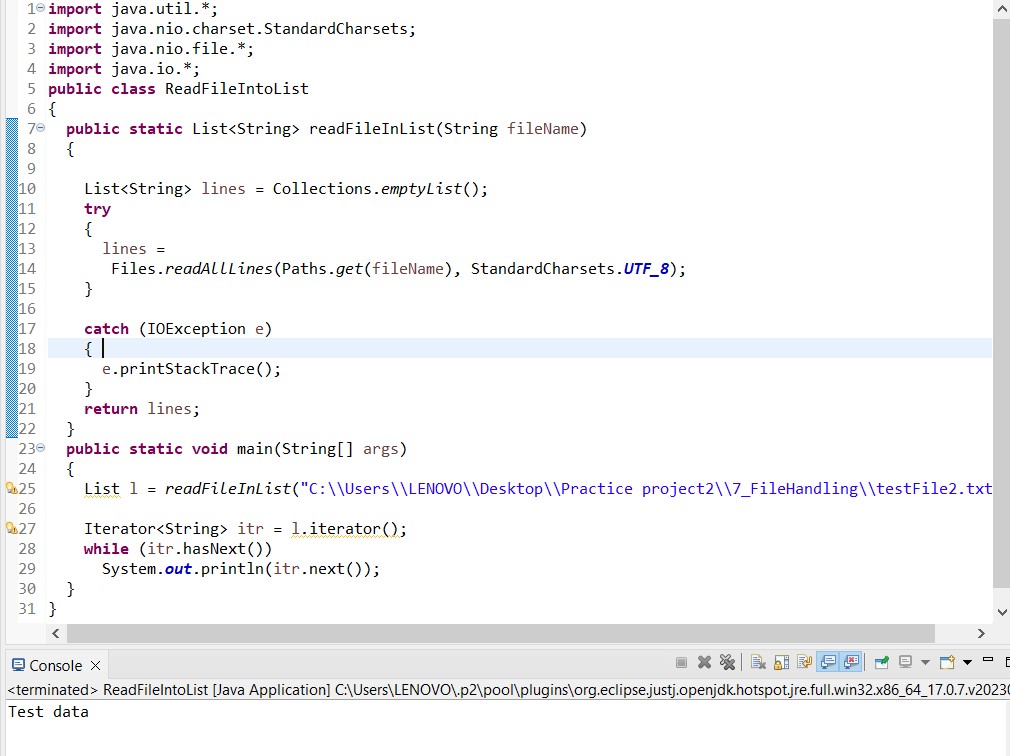 1 import java.util.*;
2 import java.nio.charset.StandardCharsets;
3 import java.nio.file.*;
4 import java.io.*;
5 public class ReadFileIntoList
6 {
7 public static List<String> readFileInList(String fileName)
8 {
9
10 List<String> lines = Collections.emptyList();
11 try
12 {
13 lines =
14 Files.readAllLines(Paths.get(fileName), StandardCharsets.UTF_8);
15 }
16
17 catch (IOException e)
18 {
19 e.printStackTrace();
20 }
21 return lines;
22 }
23 public static void main(String[] args)
24 {
25 List l = readFileInList("C:\\Users\\LENOVO\\Desktop\\Practice project2\\7_FileHandling\\testFile2.txt
26
27 Iterator<String> itr = l.iterator();
28 while (itr.hasNext())
29 System.out.println(itr.next());
30 }
31 }
Console
<terminated> ReadFileIntoList [Java Application] C:\Users\LENOVO\.p2\pool\plugins\org.eclipse.justj.openjdk.hotspot.jre.full.win32.x86_64_17.0.7.v20230
Test data